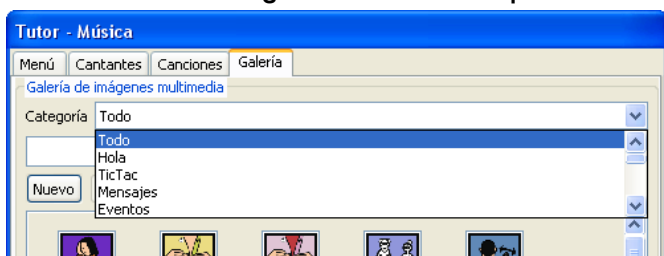 Tutor - Música
Menú Cantantes Canciones Galería
Galería de imágenes multimedia
Categoría Todo
Todo
Hola
TicTac
Nuevo Mensajes
Eventos